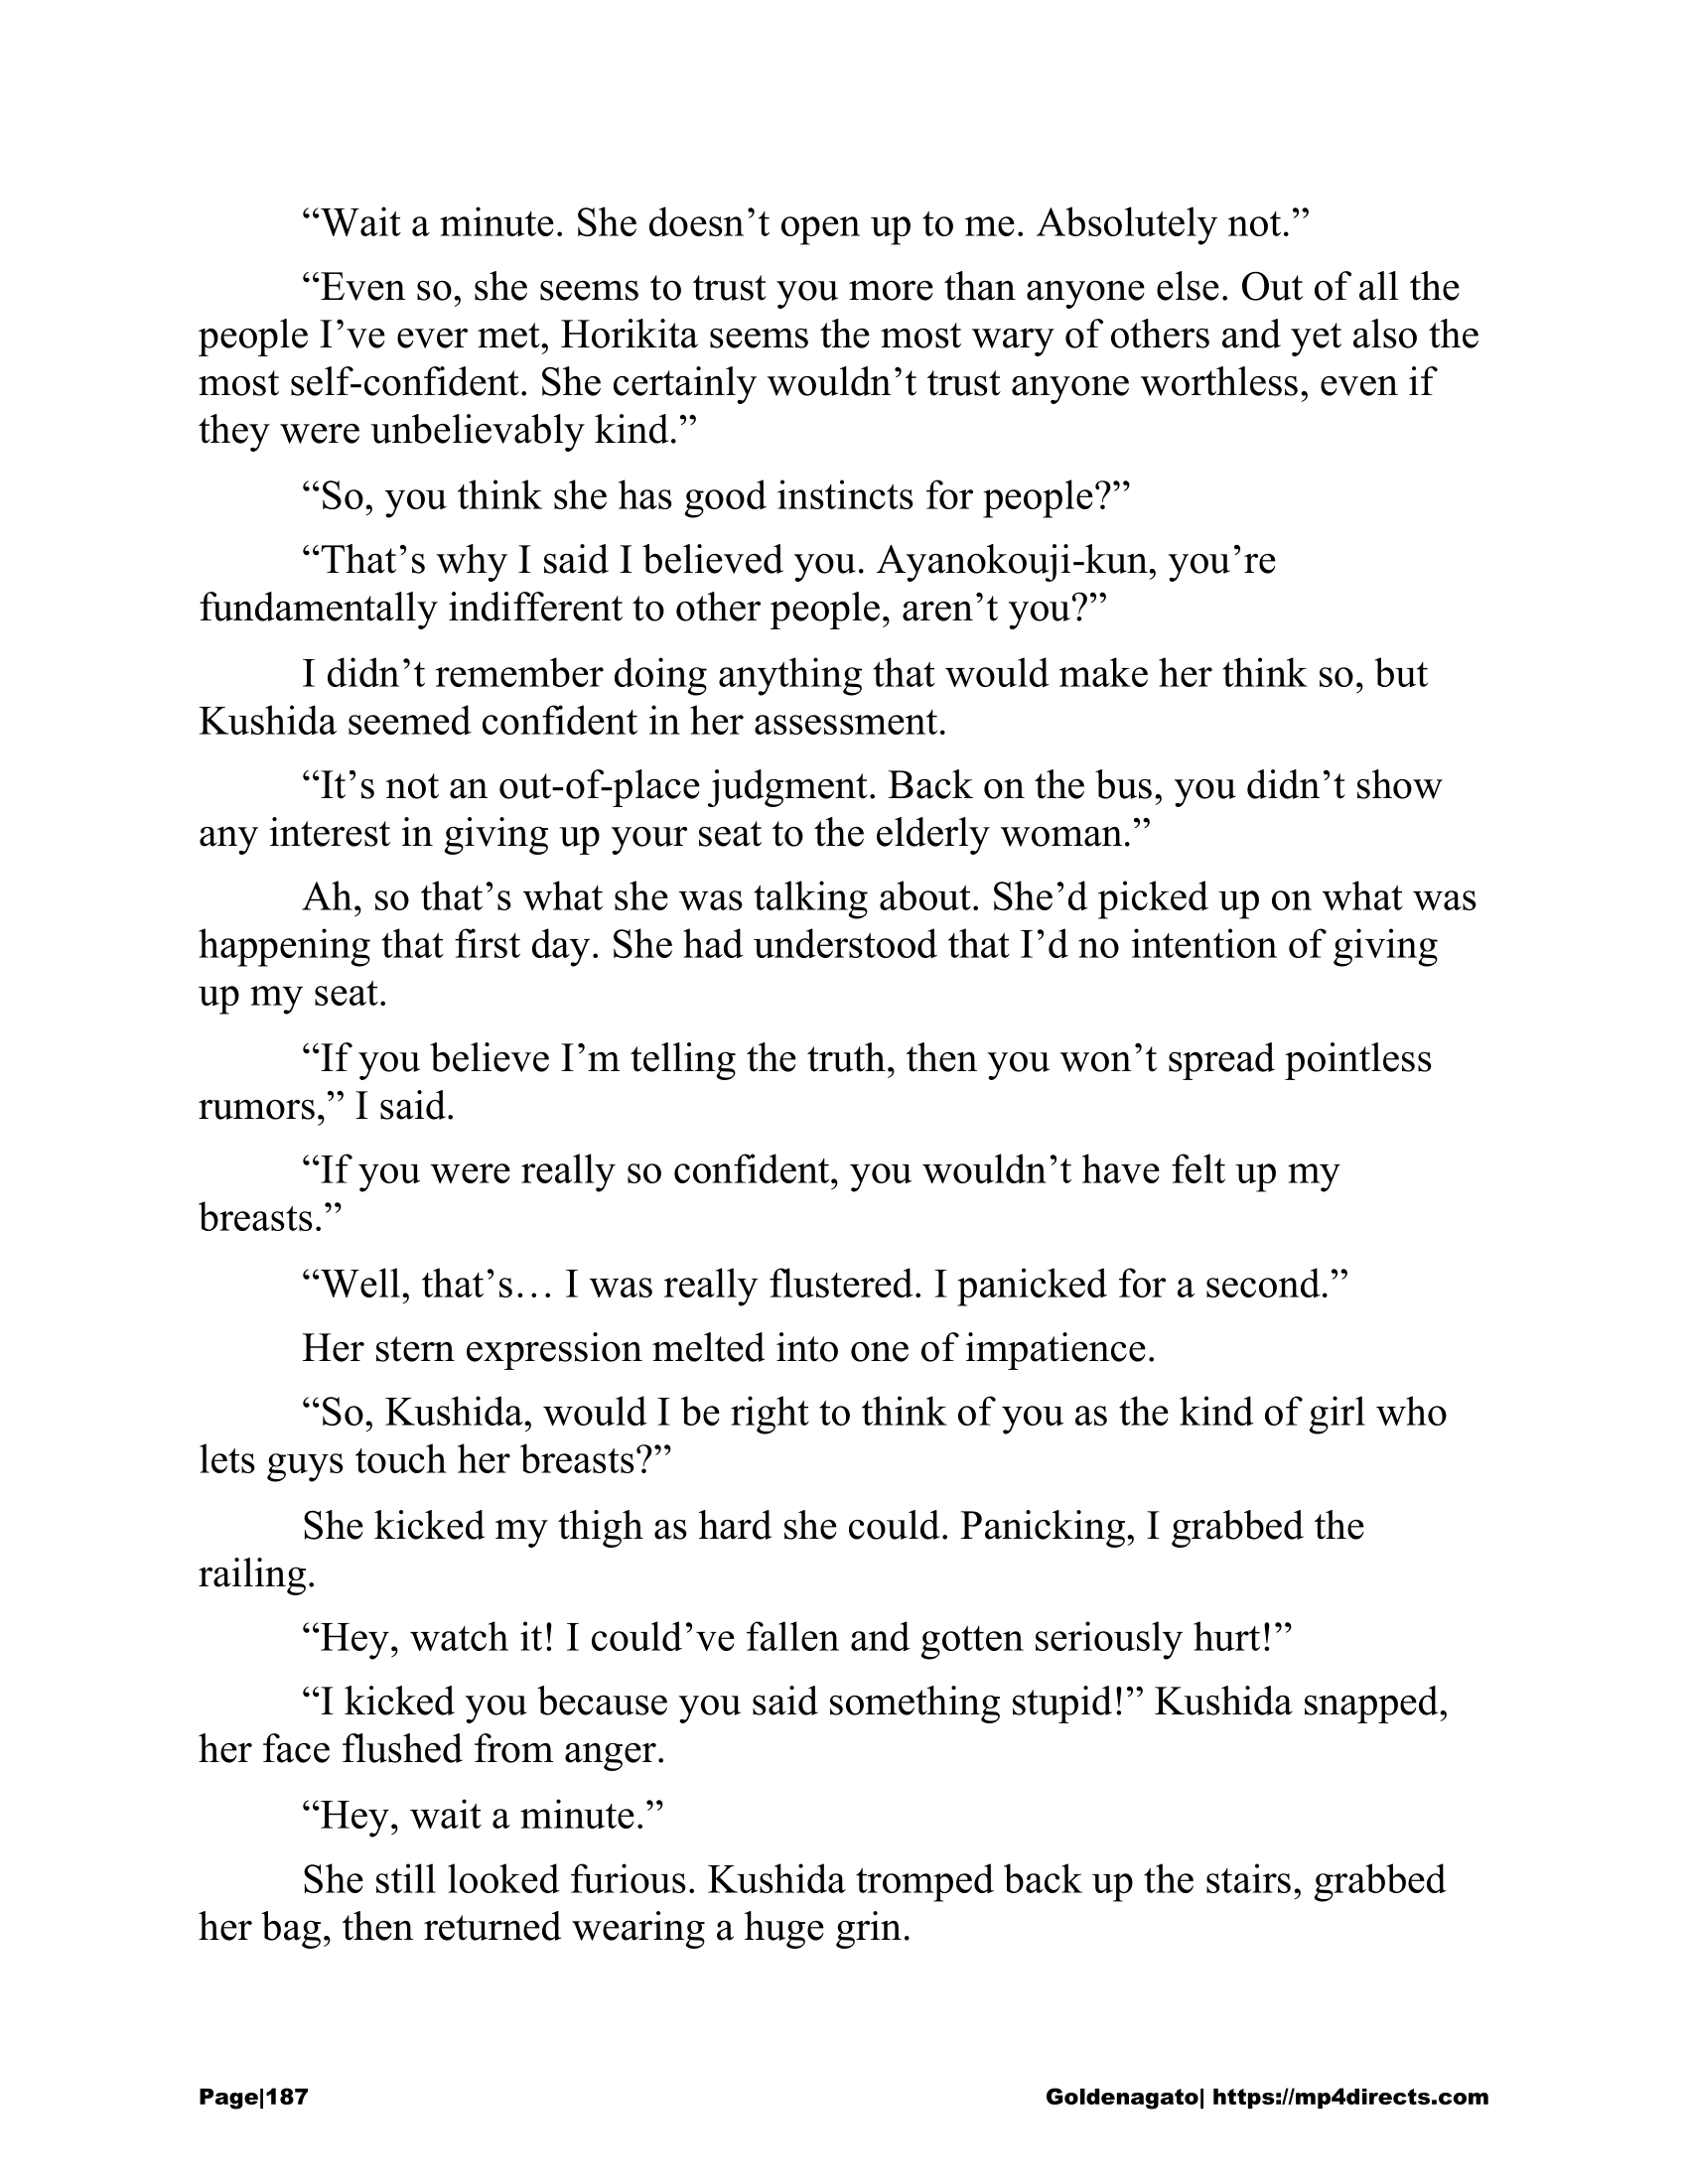 “Wait a minute. She doesn’t open up to me. Absolutely not.”
“Even so, she seems to trust you more than anyone else. Out of all the
people I’ve ever met, Horikita seems the most wary of others and yet also the
most self-confident. She certainly wouldn’t trust anyone worthless, even if
they were unbelievably kind.”
“So, you think she has good instincts for people?”
“That’s why I said I believed you. Ayanokouji-kun, you’re
fundamentally indifferent to other people, aren’t you?”
I didn’t remember doing anything that would make her think so, but
Kushida seemed confident in her assessment.
“It’s not an out-of-place judgment. Back on the bus, you didn’t show
any interest in giving up your seat to the elderly woman.”
Ah, so that’s what she was talking about. She’d picked up on what was
happening that first day. She had understood that I’d no intention of giving
up my seat.
“If you believe I’m telling the truth, then you won’t spread pointless
rumors,” I said.
“If you were really so confident, you wouldn’t have felt up my
breasts.”
“Well, that’s… I was really flustered. I panicked for a second.”
Her stern expression melted into one of impatience.
“So, Kushida, would I be right to think of you as the kind of girl who
lets guys touch her breasts?”
She kicked my thigh as hard she could. Panicking, I grabbed the
railing.
“Hey, watch it! I could’ve fallen and gotten seriously hurt!”
“I kicked you because you said something stupid!” Kushida snapped,
her face flushed from anger.
“Hey, wait a minute.”
She still looked furious. Kushida tromped back up the stairs, grabbed
her bag, then returned wearing a huge grin.
Page|187 Goldenagato| https://mp4directs.com